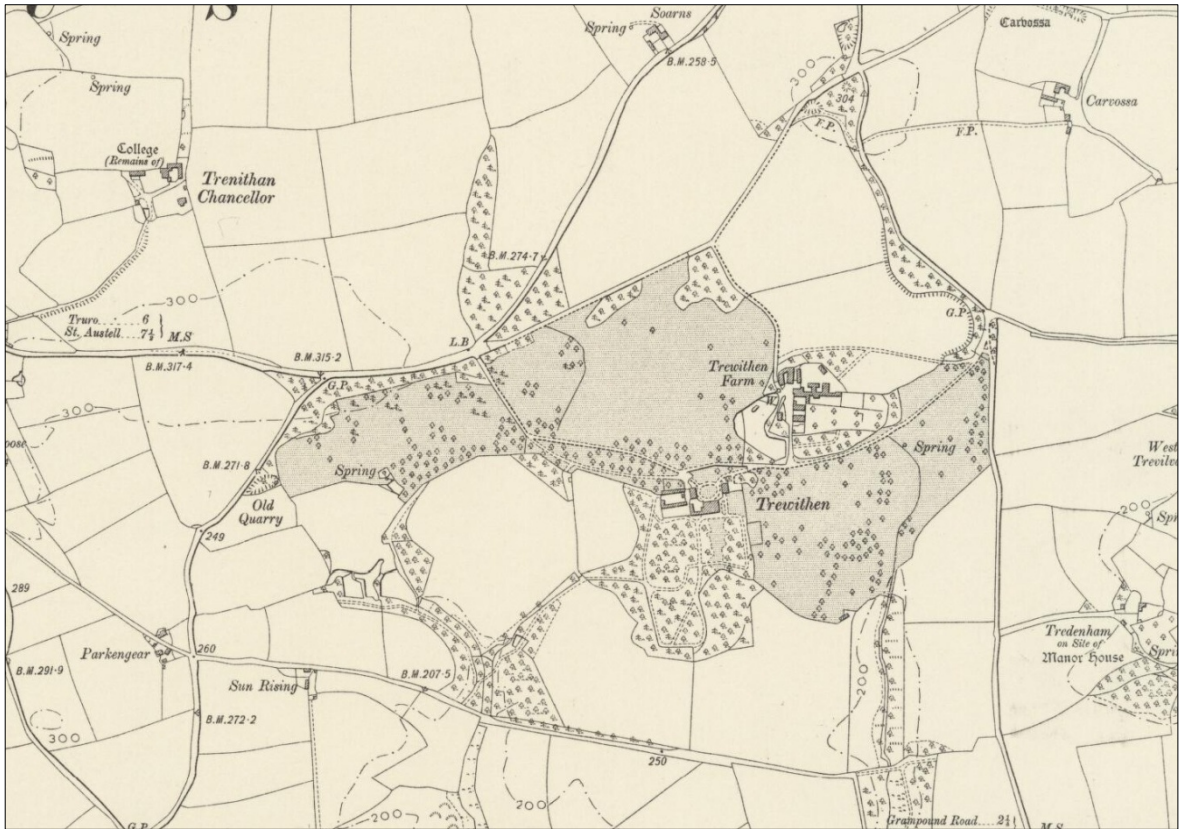 Spring
Spring
College
(Remains of)
Trenithan
Chancellor
Soarns
Spring
B.M.258·5
Carvossa
300
304
F.P.
F.P.
Carvossa
B.M.274·7
300
Truro........ 6
St. Austell.... 7½
M.S
L.B
B.M.315·2
B.M.317·4
G.P.
G.P.
Trewithen
Farm
W
300
B.M.271·8
Spring
Spring
Old
Quarry
Trewithen
West
200
249
289
Parkengear
260
Sun Rising
B.M.207·5
B.M.291·9
B.M.272·2
300
200
Tredenham
on Site of
Manor House
250
200
200
G.P.
Grampound Road.... 2¼
M.S.